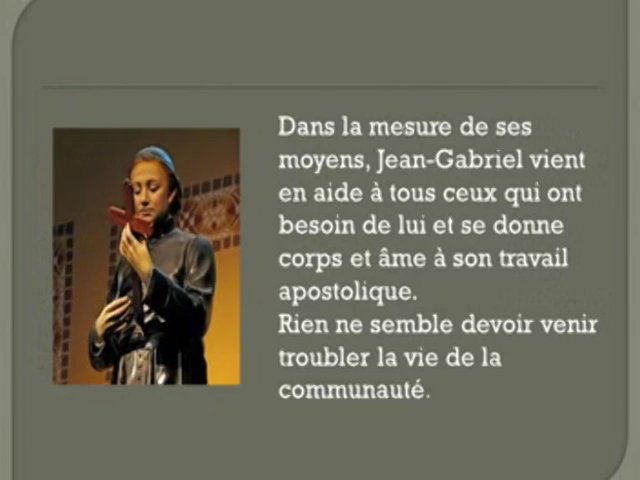 Dans la mesure de ses
moyens, Jean-Gabriel vient
en aide à tous ceux qui ont
besoin de lui et se donne
corps et âme à son travail
apostolique.
Rien ne semble devoir venir
troubler la vie de la
communauté.